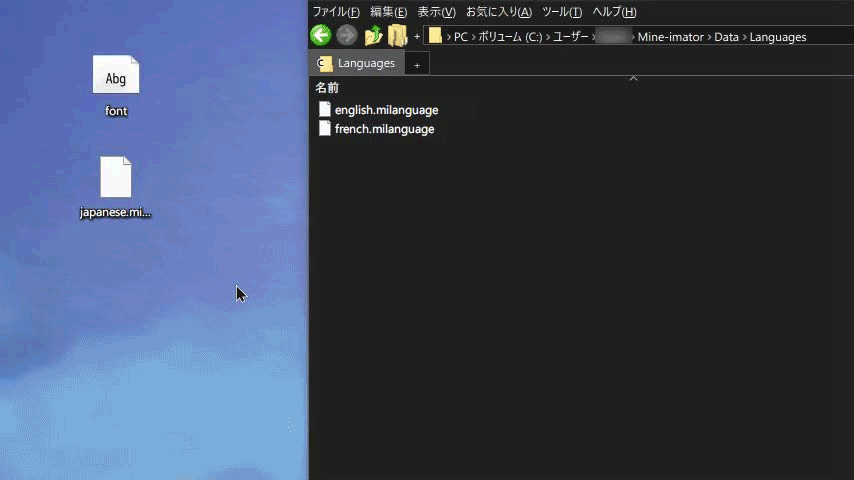 ファイル(F) 編集(E) 表示(V) お気に入り(A) ツール(T) ヘルプ(H)
+ > PC > ボリューム (C:) > ユーザー > > Mine-imator > Data > Languages
Languages +
名前
english.milanguage
french.milanguage
Abg
font
japanese.mi...